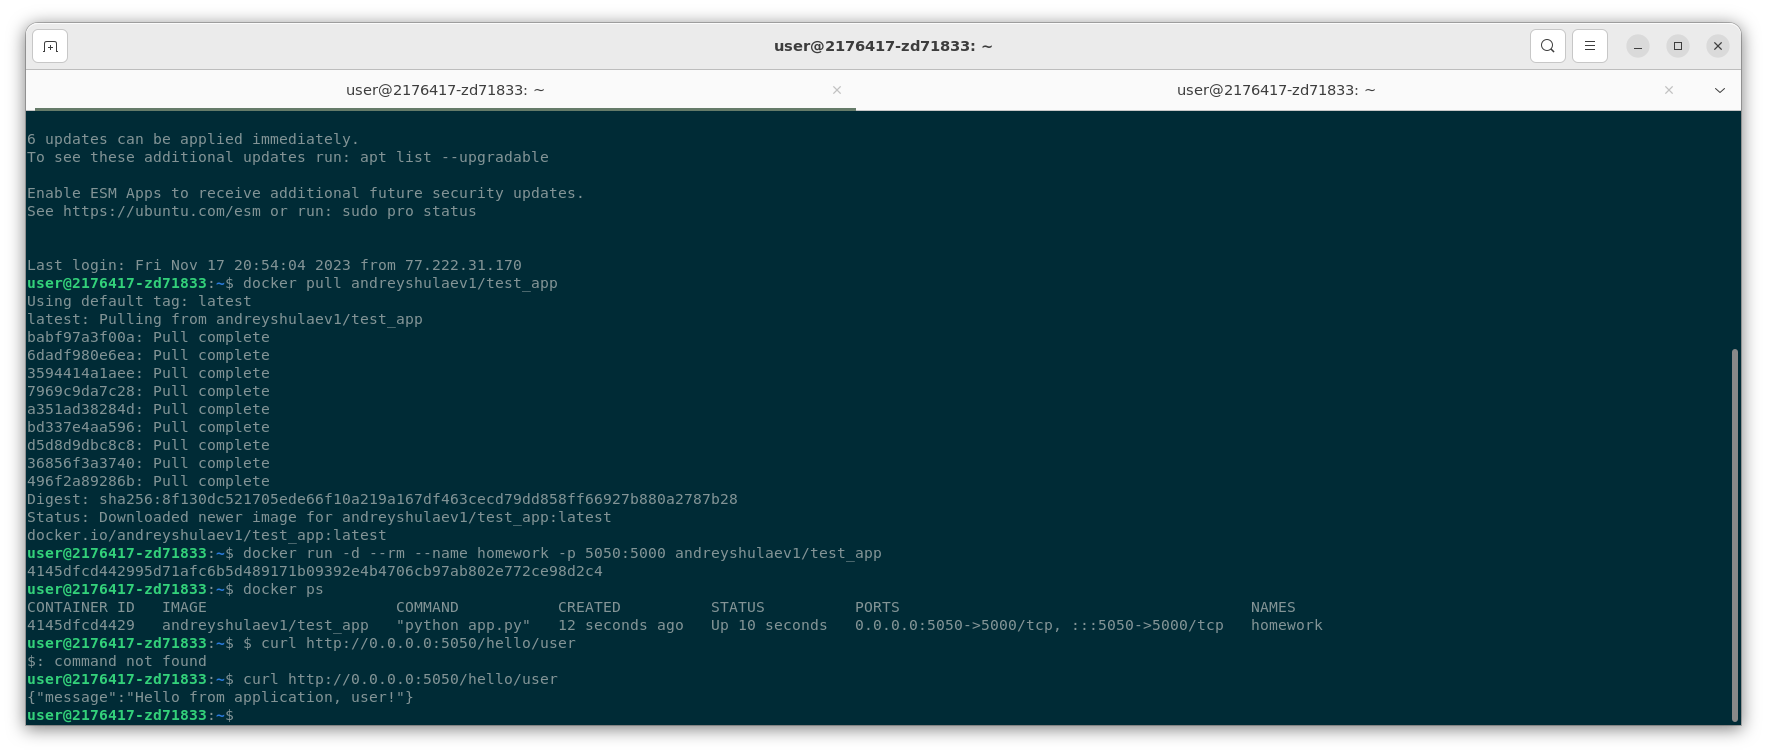 user@2176417-zd71833: ~
user@2176417-zd71833: ~
user@2176417-zd71833: ~
6 updates can be applied immediately.
To see these additional updates run: apt list --upgradable
Enable ESM Apps to receive additional future security updates.
See https://ubuntu.com/esm or run: sudo pro status
Last login: Fri Nov 17 20:54:04 2023 from 77.222.31.170
user@2176417-zd71833:~$ docker pull andreyshulaev1/test_app
Using default tag: latest
latest: Pulling from andreyshulaev1/test_app
babf97a3f00a: Pull complete
6dadf980e6ea: Pull complete
3594414a1aee: Pull complete
7969c9da7c28: Pull complete
a351ad38284d: Pull complete
bd337e4aa596: Pull complete
d5d8d9dbc8c8: Pull complete
36856f3a3740: Pull complete
496f2a89286b: Pull complete
Digest: sha256:8f130dc521705ede66f10a219a167df463cecd79dd858ff66927b880a2787b28
Status: Downloaded newer image for andreyshulaev1/test_app:latest
docker.io/andreyshulaev1/test_app:latest
user@2176417-zd71833:~$ docker run -d --rm --name homework -p 5050:5000 andreyshulaev1/test_app
4145dfcd442995d71afc6b5d489171b09392e4b4706cb97ab802e772ce98d2c4
user@2176417-zd71833:~$ docker ps
CONTAINER ID   IMAGE                     COMMAND           CREATED          STATUS          PORTS                                       NAMES
4145dfcd4429   andreyshulaev1/test_app   "python app.py"   12 seconds ago   Up 10 seconds   0.0.0.0:5050->5000/tcp, :::5050->5000/tcp   homework
user@2176417-zd71833:~$ $ curl http://0.0.0.0:5050/hello/user
$: command not found
user@2176417-zd71833:~$ curl http://0.0.0.0:5050/hello/user
{"message":"Hello from application, user!"}
user@2176417-zd71833:~$